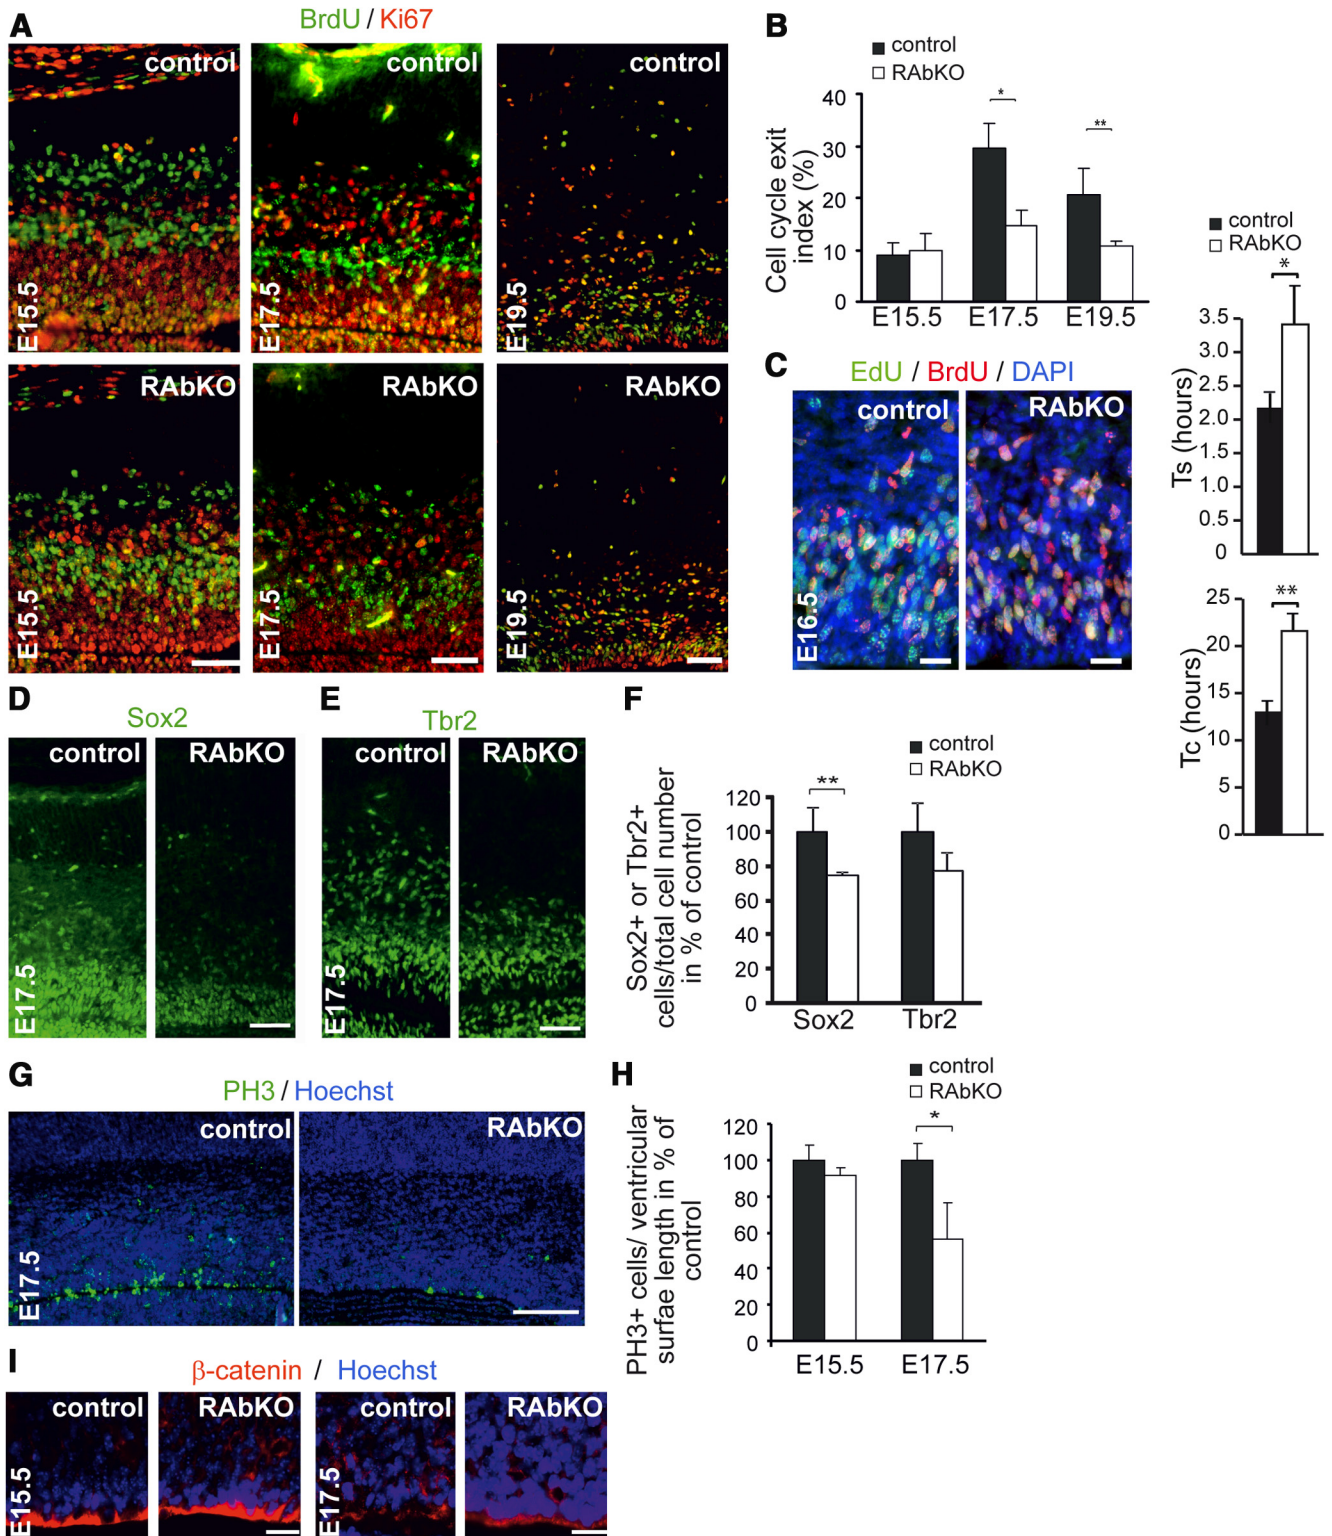 A
BrdU / Ki67
control
control
control
E15.5
E17.5
E19.5
RAbKO
RAbKO
RAbKO
E15.5
E17.5
E19.5
B
control
RAbKO
Cell cycle exit
index (%)
40
30
20
10
0
*
**
E15.5
E17.5
E19.5
C
EdU / BrdU / DAPI
control
RAbKO
E16.5
control
RAbKO
*
Ts (hours)
3.5
3.0
2.5
2.0
1.5
1.0
0.5
0
**
Tc (hours)
25
20
15
10
5
0
D
Sox2
control
RAbKO
E17.5
E
Tbr2
control
RAbKO
E17.5
F
control
RAbKO
Sox2+ or Tbr2+
cells/total cell number
in % of control
120
100
80
60
40
20
0
**
Sox2
Tbr2
G
PH3 / Hoechst
control
RAbKO
E17.5
H
control
RAbKO
PH3+ cells/ ventricular
surfae length in % of
control
120
100
80
60
40
20
0
*
E15.5
E17.5
I
β-catenin / Hoechst
control
RAbKO
control
RAbKO
E15.5
E17.5